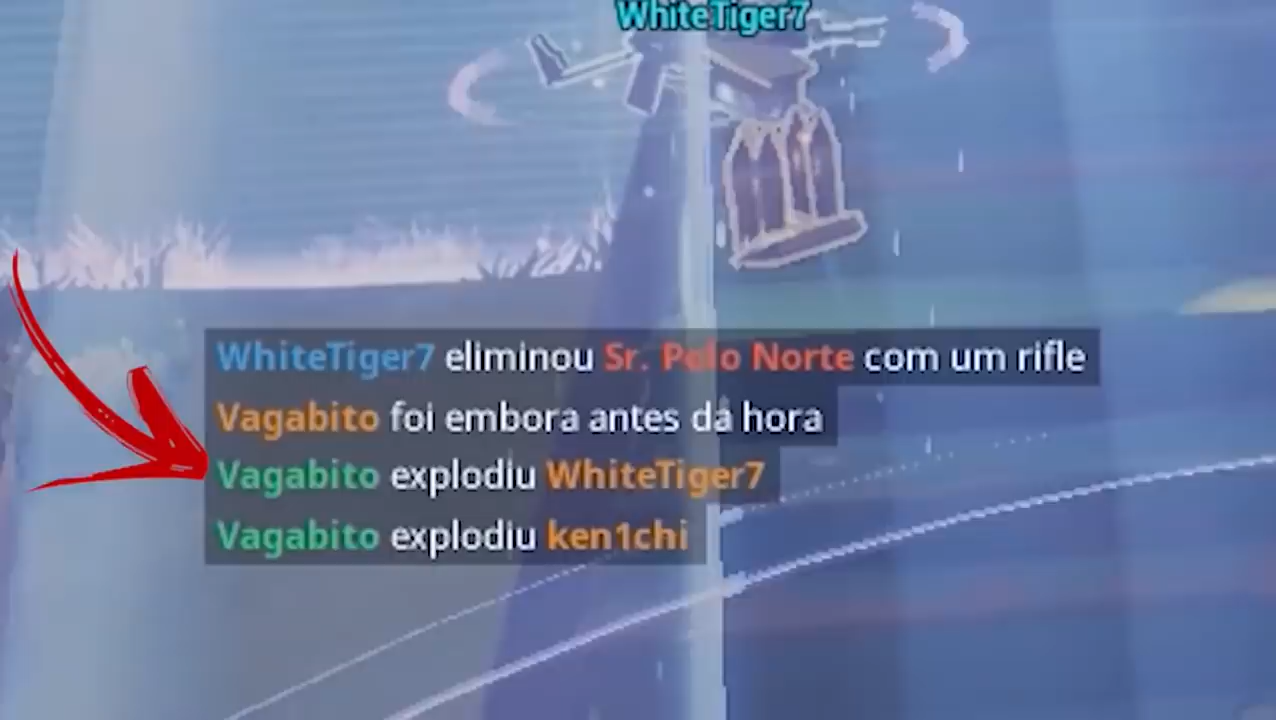 WhiteTiger7
WhiteTiger7 eliminou Sr. Polo Norte com um rifle
Vagabito foi embora antes da hora
Vagabito explodiu WhiteTiger7
Vagabito explodiu ken1chi